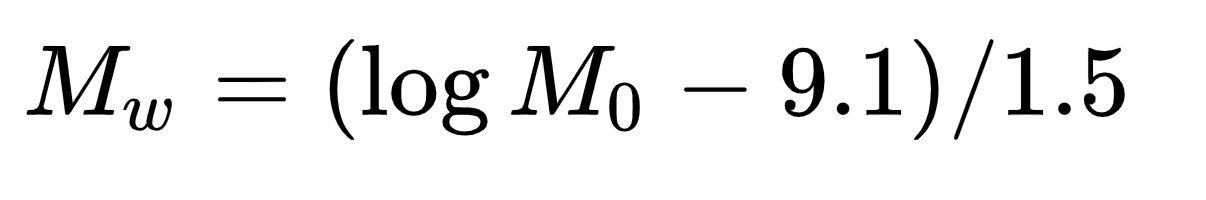 M_w = (log M_0 − 9.1)/1.5